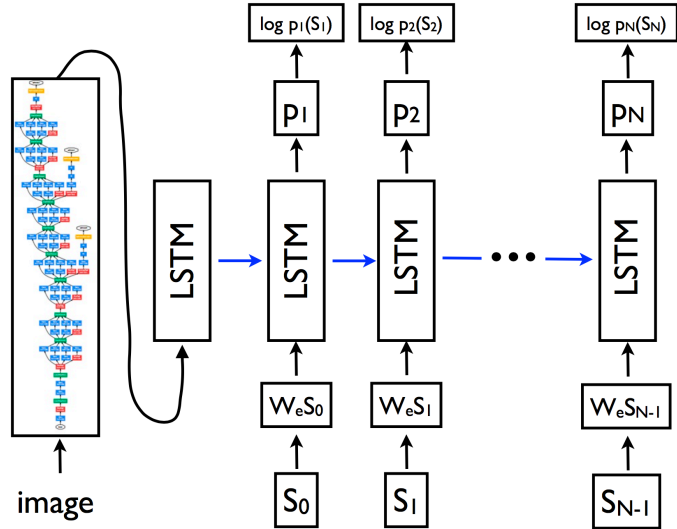 log p₁(S₁) log p₂(S₂) log pN(SN)
p₁ p₂ pN
LSTM LSTM LSTM LSTM
WₑS₀ WₑS₁ WₑSN-1
image S₀ S₁ SN-1